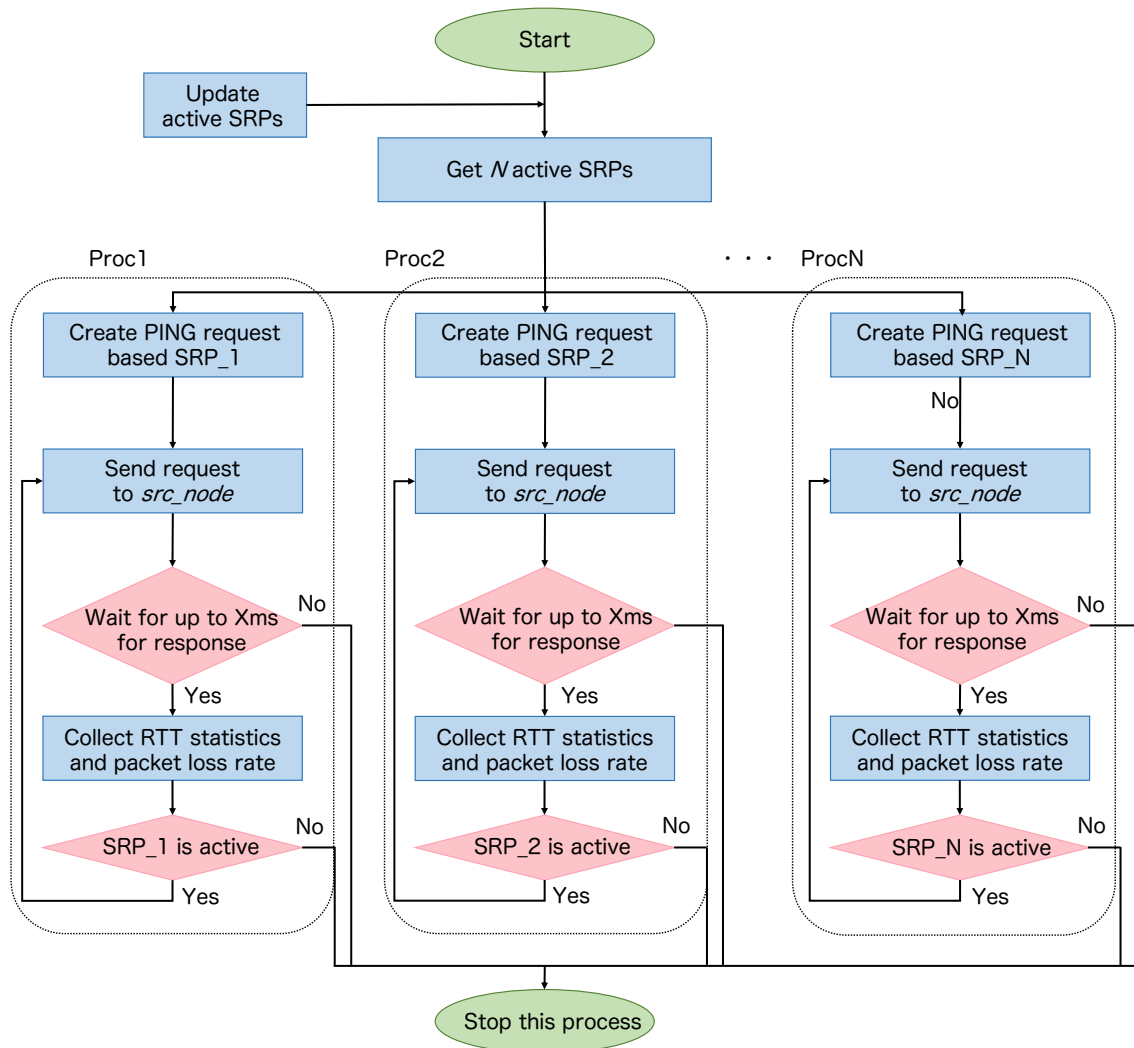 Start
Update
active SRPs
Get N active SRPs
Proc1
Proc2
· · ·
ProcN
Create PING request
based SRP_1
Create PING request
based SRP_2
Create PING request
based SRP_N
No
Send request
to src_node
Send request
to src_node
Send request
to src_node
Wait for up to Xms
for response
No
Wait for up to Xms
for response
No
Wait for up to Xms
for response
No
Yes
Yes
Yes
Collect RTT statistics
and packet loss rate
Collect RTT statistics
and packet loss rate
Collect RTT statistics
and packet loss rate
SRP_1 is active
No
SRP_2 is active
No
SRP_N is active
No
Yes
Yes
Yes
Stop this process